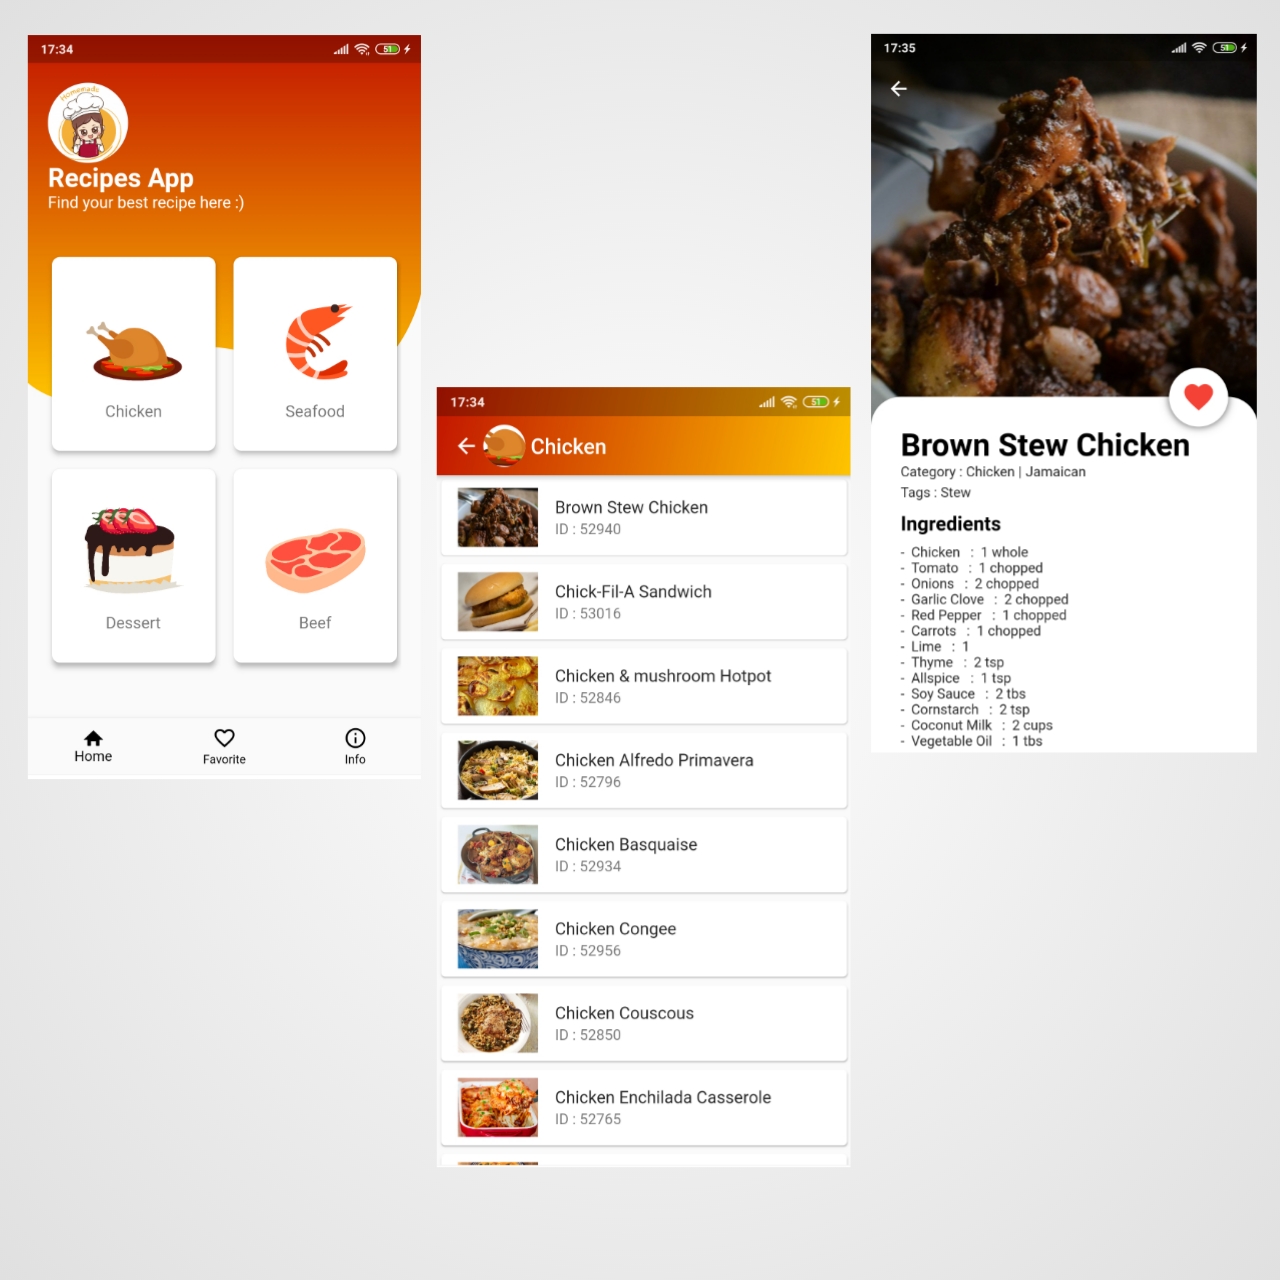 17:34
51
Homemade
Recipes App
Find your best recipe here :)
Chicken
Seafood
Dessert
Beef
Home
Favorite
Info
17:34
51
Chicken
Brown Stew Chicken
ID : 52940
Chick-Fil-A Sandwich
ID : 53016
Chicken & mushroom Hotpot
ID : 52846
Chicken Alfredo Primavera
ID : 52796
Chicken Basquaise
ID : 52934
Chicken Congee
ID : 52956
Chicken Couscous
ID : 52850
Chicken Enchilada Casserole
ID : 52765
17:35
51
Brown Stew Chicken
Category : Chicken | Jamaican
Tags : Stew
Ingredients
- Chicken : 1 whole
- Tomato : 1 chopped
- Onions : 2 chopped
- Garlic Clove : 2 chopped
- Red Pepper : 1 chopped
- Carrots : 1 chopped
- Lime : 1
- Thyme : 2 tsp
- Allspice : 1 tsp
- Soy Sauce : 2 tbs
- Cornstarch : 2 tsp
- Coconut Milk : 2 cups
- Vegetable Oil : 1 tbs